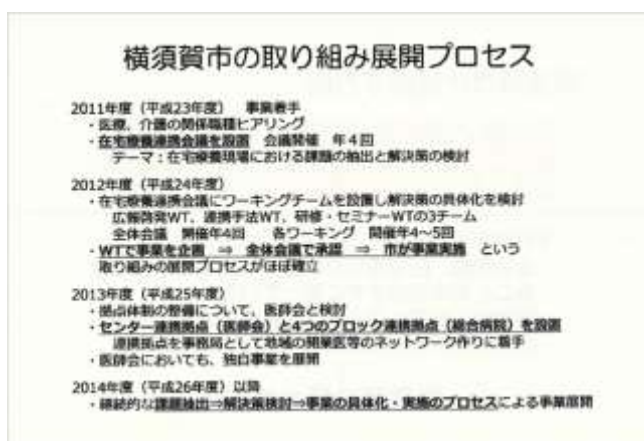 横須賀市の取り組み展開プロセス
2011年度（平成23年度）　事業着手
・医療、介護の関係職種ヒアリング
・在宅療養連携会議を設置　会議開催　年４回
テーマ：在宅療養現場における課題の抽出と解決策の検討
2012年度（平成24年度）
・在宅療養連携会議にワーキングチームを設置し解決策の具体化を検討
広報啓発WT、連携手法WT、研修・セミナーWTの3チーム
全体会議　開催年4回　　各ワーキング　開催年4～5回
・WTで事業を企画　⇒　全体会議で承認　⇒　市が事業実施　という
取り組みの展開プロセスがほぼ確立
2013年度（平成25年度）
・拠点体制の整備について、医師会と検討
・センター連携拠点（医師会）と4つのブロック連携拠点（総合病院）を設置
連携拠点を事務局として地域の開業医等のネットワーク作りに着手
・医師会においても、独自事業を展開
2014年度（平成26年度）以降
・継続的な課題抽出⇒解決策検討⇒事業の具体化・実施のプロセスによる事業展開